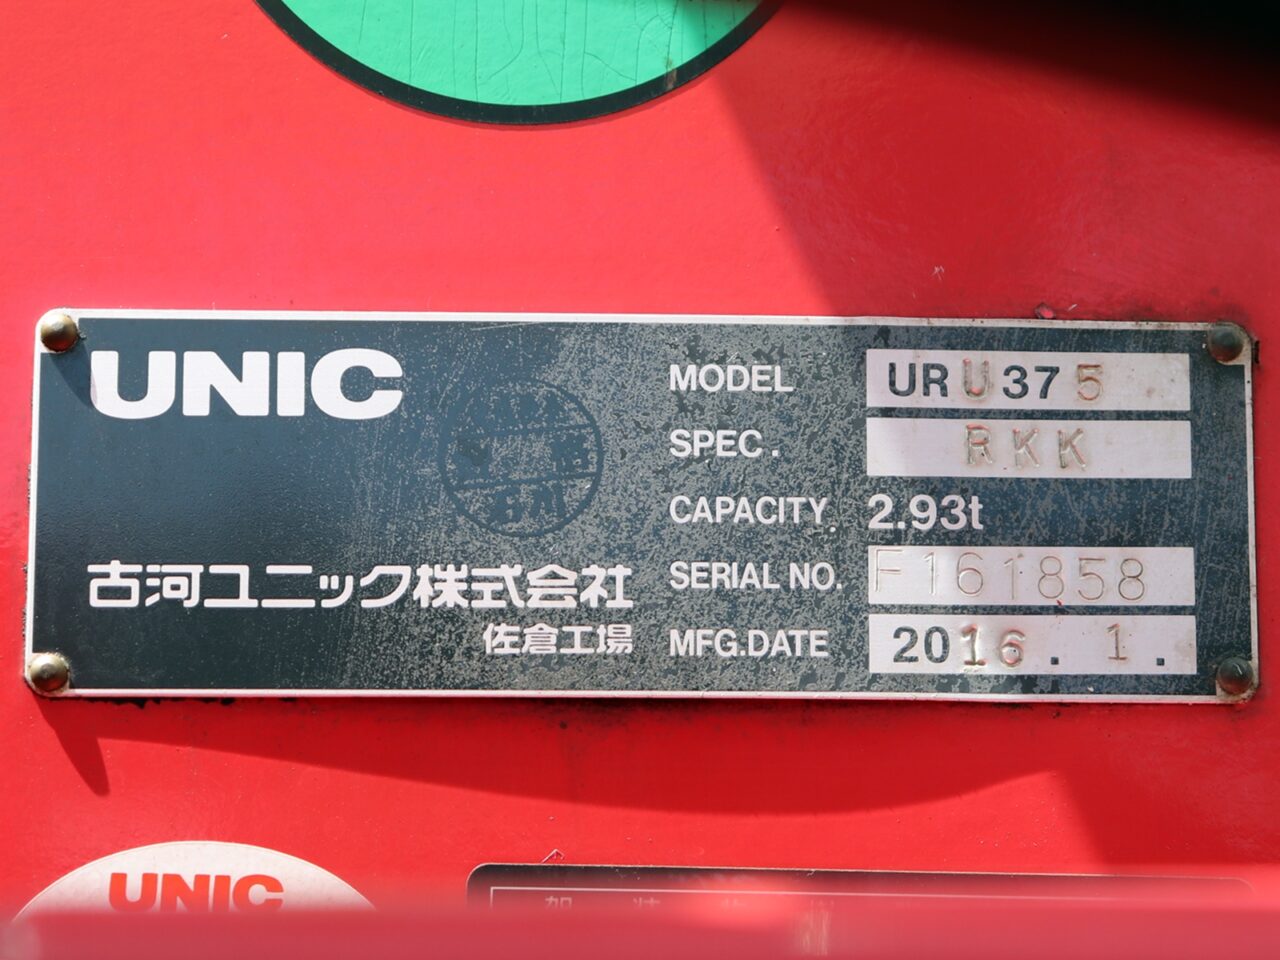 UNIC
MODEL URU375
SPEC. RKK
CAPACITY. 2.93t
古河ユニック株式会社
SERIAL NO. F161858
佐倉工場
MFG.DATE 2016. 1.
UNIC